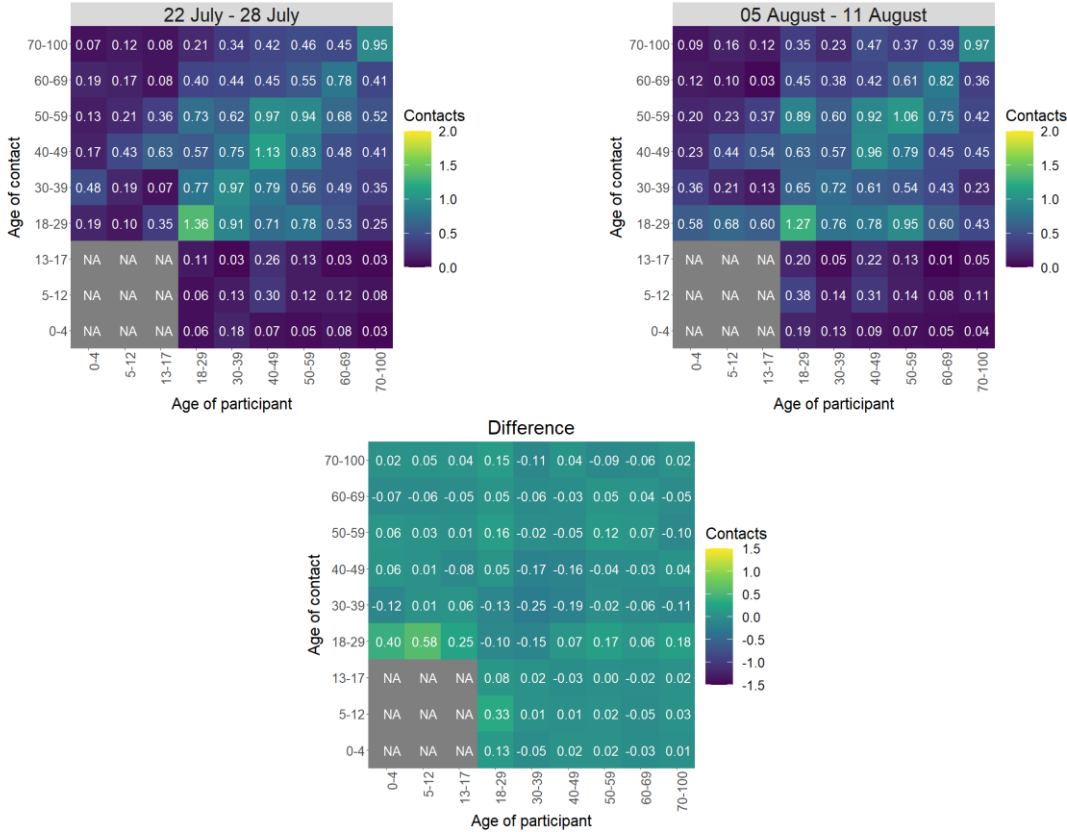 22 July - 28 July
Age of contact
70-100 0.07 0.12 0.08 0.21 0.34 0.42 0.46 0.45 0.95
60-69 0.19 0.17 0.08 0.40 0.44 0.45 0.55 0.78 0.41
50-59 0.13 0.21 0.36 0.73 0.62 0.97 0.94 0.68 0.52
40-49 0.17 0.43 0.63 0.57 0.75 1.13 0.83 0.48 0.41
30-39 0.48 0.19 0.07 0.77 0.97 0.79 0.56 0.49 0.35
18-29 0.19 0.10 0.35 1.36 0.91 0.71 0.78 0.53 0.25
13-17 NA NA NA 0.11 0.03 0.26 0.13 0.03 0.03
5-12 NA NA NA 0.06 0.13 0.30 0.12 0.12 0.08
0-4 NA NA NA 0.06 0.18 0.07 0.05 0.08 0.03
0-4 5-12 13-17 18-29 30-39 40-49 50-59 60-69 70-100
Age of participant
Contacts
2.0
1.5
1.0
0.5
0.0
05 August - 11 August
Age of contact
70-100 0.09 0.16 0.12 0.35 0.23 0.47 0.37 0.39 0.97
60-69 0.12 0.10 0.03 0.45 0.38 0.42 0.61 0.82 0.36
50-59 0.20 0.23 0.37 0.89 0.60 0.92 1.06 0.75 0.42
40-49 0.23 0.44 0.54 0.63 0.57 0.96 0.79 0.45 0.45
30-39 0.36 0.21 0.13 0.65 0.72 0.61 0.54 0.43 0.23
18-29 0.58 0.68 0.60 1.27 0.76 0.78 0.95 0.60 0.43
13-17 NA NA NA 0.20 0.05 0.22 0.13 0.01 0.05
5-12 NA NA NA 0.38 0.14 0.31 0.14 0.08 0.11
0-4 NA NA NA 0.19 0.13 0.09 0.07 0.05 0.04
0-4 5-12 13-17 18-29 30-39 40-49 50-59 60-69 70-100
Age of participant
Contacts
2.0
1.5
1.0
0.5
0.0
Difference
Age of contact
70-100 0.02 0.05 0.04 0.15 -0.11 0.04 -0.09 -0.06 0.02
60-69 -0.07 -0.06 -0.05 0.05 -0.06 -0.03 0.05 0.04 -0.05
50-59 0.06 0.03 0.01 0.16 -0.02 -0.05 0.12 0.07 -0.10
40-49 0.06 0.01 -0.08 0.05 -0.17 -0.16 -0.04 -0.03 0.04
30-39 -0.12 0.01 0.06 -0.13 -0.25 -0.19 -0.02 -0.06 -0.11
18-29 0.40 0.58 0.25 -0.10 -0.15 0.07 0.17 0.06 0.18
13-17 NA NA NA 0.08 0.02 -0.03 0.00 -0.02 0.02
5-12 NA NA NA 0.33 0.01 0.01 0.02 -0.05 0.03
0-4 NA NA NA 0.13 -0.05 0.02 0.02 -0.03 0.01
0-4 5-12 13-17 18-29 30-39 40-49 50-59 60-69 70-100
Age of participant
Contacts
1.5
1.0
0.5
0.0
-0.5
-1.0
-1.5